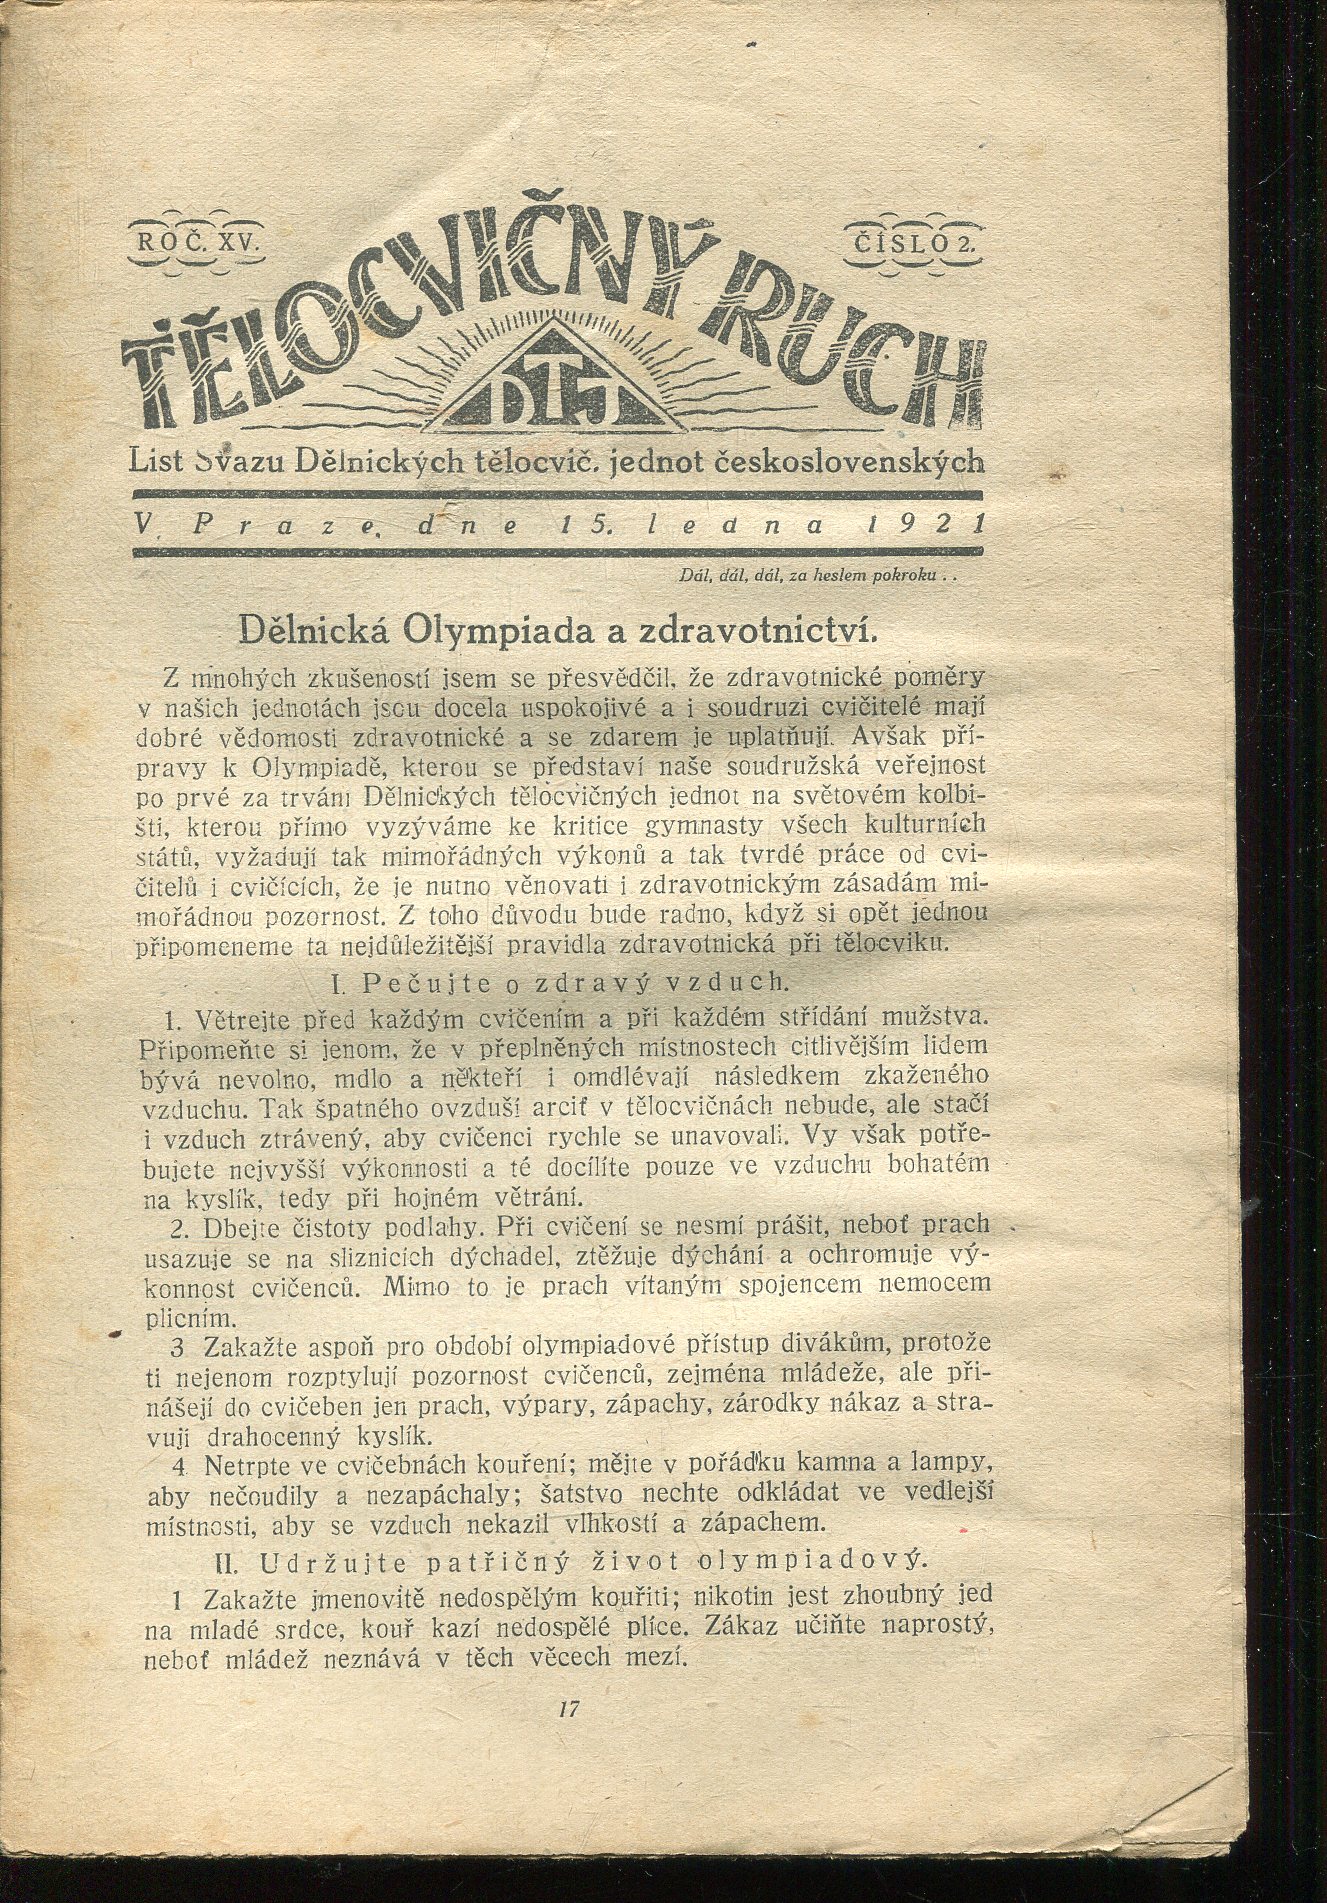 ROČ. XV.
ČÍSLO 2.
TĚLOCVIČNÝ RUCH
DTJ
List Svazu Dělnických tělocvič. jednot československých
V Praze, dne 15. ledna 1921
Dál, dál, dál, za heslem pokroku . .
Dělnická Olympiada a zdravotnictví.
Z mnohých zkušeností jsem se přesvědčil, že zdravotnické poměry
v našich jednotách jsou docela uspokojivé a i soudruzi cvičitelé mají
dobré vědomosti zdravotnické a se zdarem je uplatňují. Avšak pří-
pravy k Olympiadě, kterou se představí naše soudružská veřejnost
po prvé za trvání Dělnických tělocvičných jednot na světovém kolbi-
šti, kterou přímo vyzýváme ke kritice gymnasty všech kulturních
států, vyžadují tak mimořádných výkonů a tak tvrdé práce od cvi-
čitelů i cvičících, že je nutno věnovati i zdravotnickým zásadám mi-
mořádnou pozornost. Z toho důvodu bude radno, když si opět jednou
připomeneme ta nejdůležitější pravidla zdravotnická při tělocviku.
I. Pečujte o zdravý vzduch.
1. Větrejte před každým cvičením a při každém střídání mužstva.
Připomeňte si jenom, že v přeplněných místnostech citlivějším lidem
bývá nevolno, mdlo a někteří i omdlévají následkem zkaženého
vzduchu. Tak špatného ovzduší arciť v tělocvičnách nebude, ale stačí
i vzduch ztrávený, aby cvičenci rychle se unavovali. Vy však potře-
bujete nejvyšší výkonnosti a té docílíte pouze ve vzduchu bohatém
na kyslík, tedy při hojném větrání.
2. Dbejte čistoty podlahy. Při cvičení se nesmí prášit, neboť prach
usazuje se na sliznicích dýchadel, ztěžuje dýchání a ochromuje vý-
konnost cvičenců. Mimo to je prach vítaným spojencem nemocem
plicním.
3 Zakažte aspoň pro období olympiadové přístup divákům, protože
ti nejenom rozptylují pozornost cvičenců, zejména mládeže, ale při-
nášejí do cvičeben jen prach, výpary, zápachy, zárodky nákaz a stra-
vují drahocenný kyslík.
4 Netrpte ve cvičebnách kouření; mějte v pořádku kamna a lampy,
aby nečoudily a nezapáchaly; šatstvo nechte odkládat ve vedlejší
místnosti, aby se vzduch nekazil vlhkostí a zápachem.
II. Udržujte patřičný život olympiadový.
1 Zakažte jmenovitě nedospělým kouřiti; nikotin jest zhoubný jed
na mladé srdce, kouř kazí nedospělé plíce. Zákaz učiňte naprostý,
neboť mládež neznává v těch věcech mezí.
17